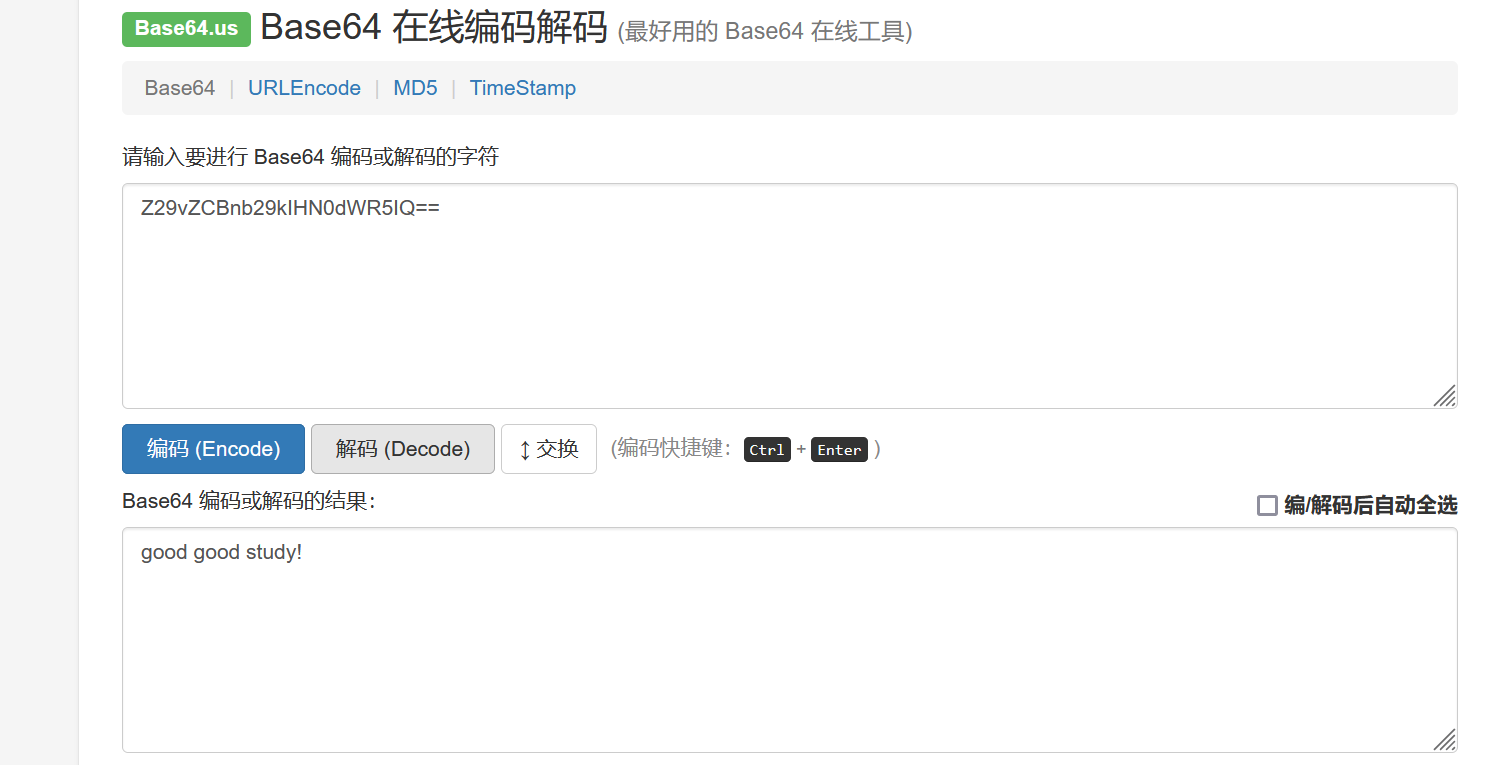 Base64.us Base64 在线编码解码 (最好用的 Base64 在线工具)
Base64 | URLEncode | MD5 | TimeStamp
请输入要进行 Base64 编码或解码的字符
Z29vZCBnb29kIHN0dWR5IQ==
编码 (Encode) 解码 (Decode) ↕ 交换 (编码快捷键: Ctrl + Enter )
Base64 编码或解码的结果: 编/解码后自动全选
good good study!